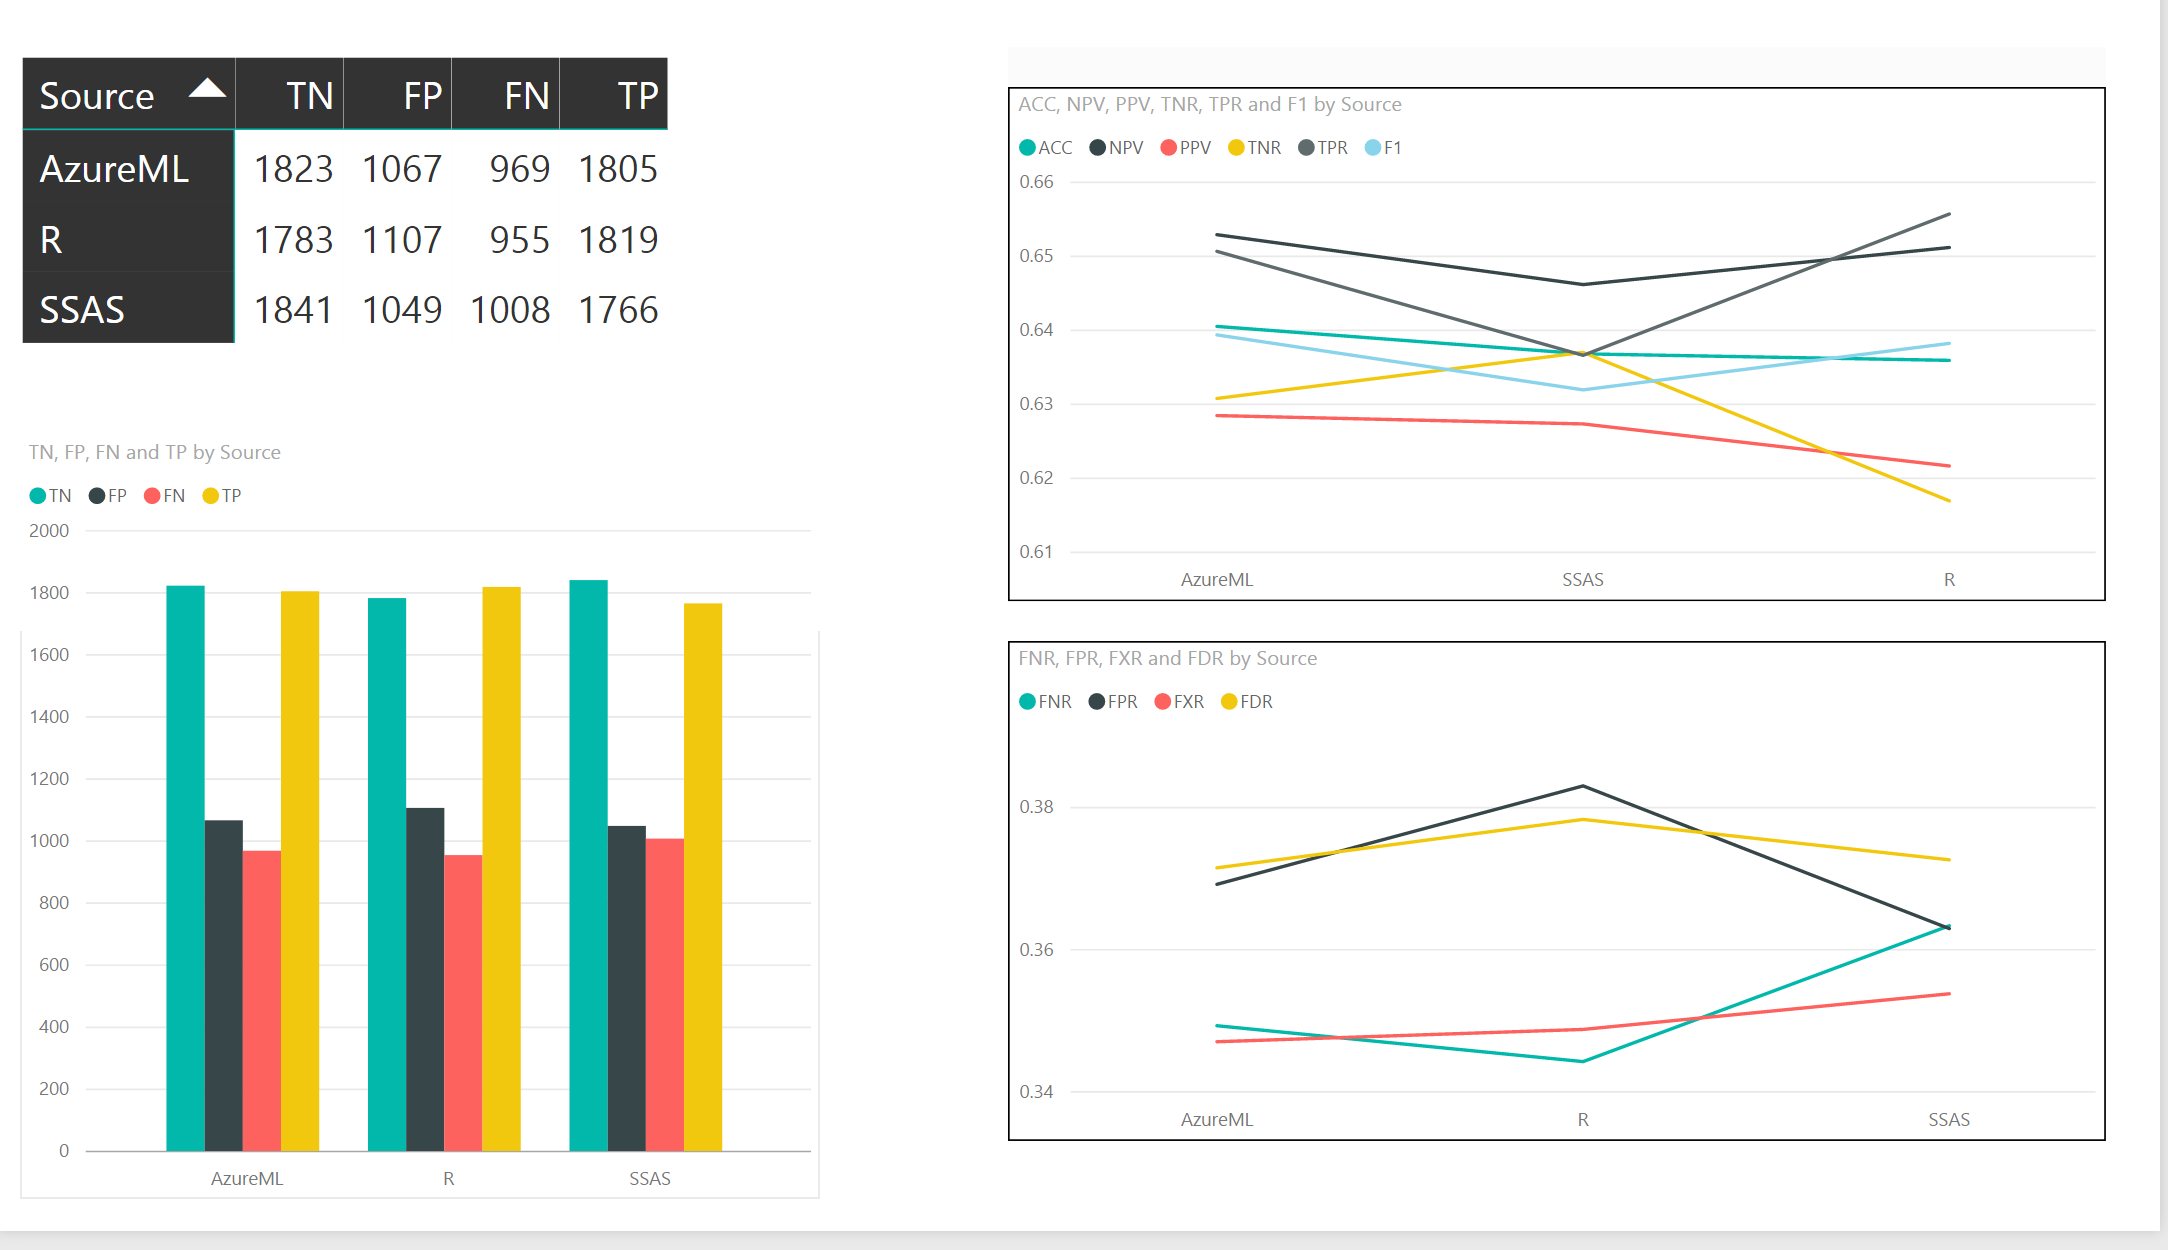 Source TN FP FN TP
AzureML 1823 1067 969 1805
R 1783 1107 955 1819
SSAS 1841 1049 1008 1766
TN, FP, FN and TP by Source
TN FP FN TP
2000
1800
1600
1400
1200
1000
800
600
400
200
0
AzureML R SSAS
ACC, NPV, PPV, TNR, TPR and F1 by Source
ACC NPV PPV TNR TPR F1
0.66
0.65
0.64
0.63
0.62
0.61
AzureML SSAS R
FNR, FPR, FXR and FDR by Source
FNR FPR FXR FDR
0.38
0.36
0.34
AzureML R SSAS